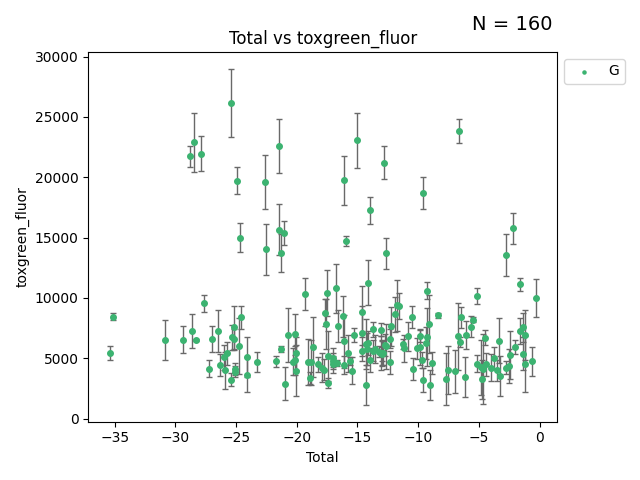 N = 160
Total vs toxgreen_fluor
G
toxgreen_fluor
30000
25000
20000
15000
10000
5000
0
−35 −30 −25 −20 −15 −10 −5 0
Total